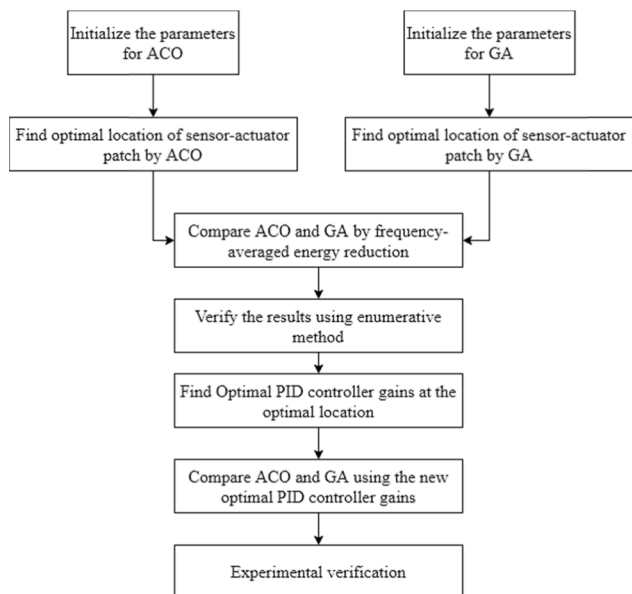 Initialize the parameters
for ACO
Initialize the parameters
for GA
Find optimal location of sensor-actuator
patch by ACO
Find optimal location of sensor-actuator
patch by GA
Compare ACO and GA by frequency-
averaged energy reduction
Verify the results using enumerative
method
Find Optimal PID controller gains at the
optimal location
Compare ACO and GA using the new
optimal PID controller gains
Experimental verification